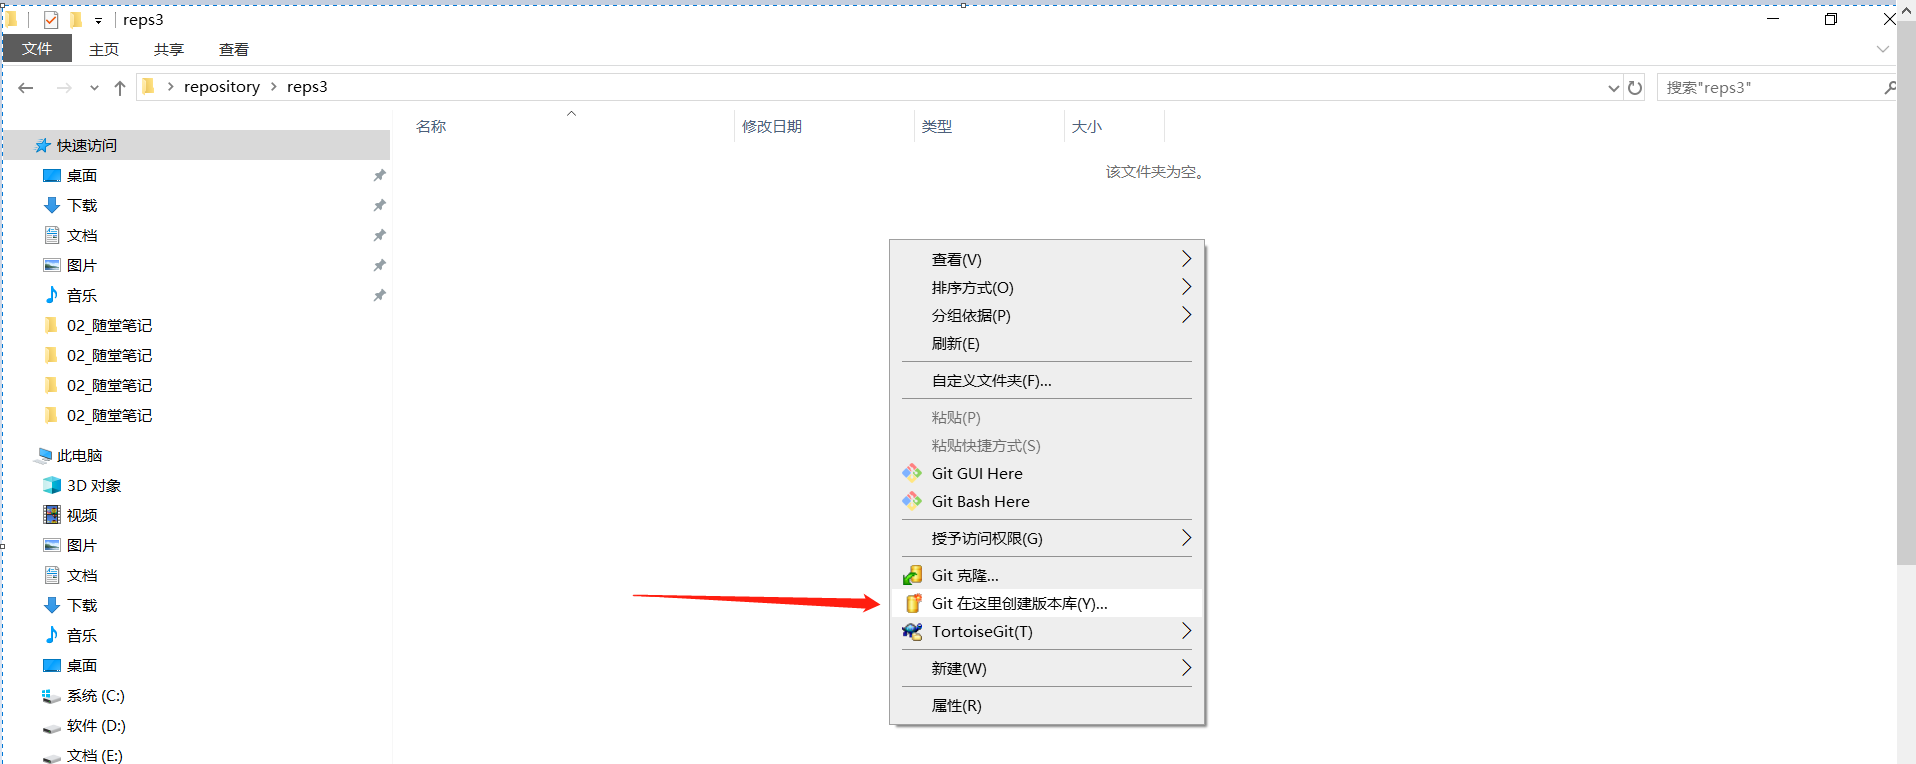 reps3
文件 主页 共享 查看
repository reps3 搜索"reps3"
名称 修改日期 类型 大小
该文件夹为空。
快速访问
桌面
下载
文档
图片
音乐
02_随堂笔记
02_随堂笔记
02_随堂笔记
02_随堂笔记
此电脑
3D 对象
视频
图片
文档
下载
音乐
桌面
系统 (C:)
软件 (D:)
文档 (E:)
查看(V)
排序方式(O)
分组依据(P)
刷新(E)
自定义文件夹(F)...
粘贴(P)
粘贴快捷方式(S)
Git GUI Here
Git Bash Here
授予访问权限(G)
Git 克隆...
Git 在这里创建版本库(Y)...
TortoiseGit(T)
新建(W)
属性(R)